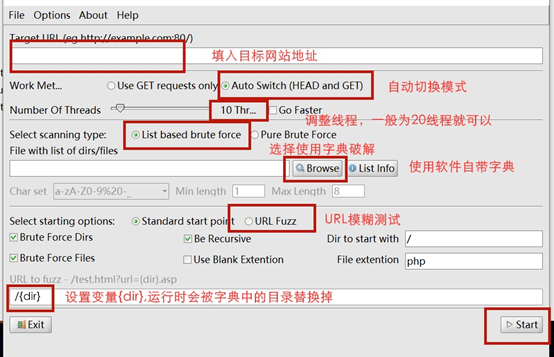 File Options About Help
Target URL (eg http://example.com:80/)
填入目标网站地址
Work Met... Use GET requests only Auto Switch (HEAD and GET) 自动切换模式
Number Of Threads 10 Thr... Go Faster
调整线程，一般为20线程就可以
Select scanning type: List based brute force Pure Brute Force
File with list of dirs/files 选择使用字典破解
Browse List Info 使用软件自带字典
Char set a-zA-Z0-9%20-_ Min length 1 Max Length 8
Select starting options: Standard start point URL Fuzz URL模糊测试
Brute Force Dirs Be Recursive Dir to start with /
Brute Force Files Use Blank Extention File extention php
URL to fuzz - /test.html?url={dir}.asp
/{dir} 设置变量{dir}.运行时会被字典中的目录替换掉
Exit Start